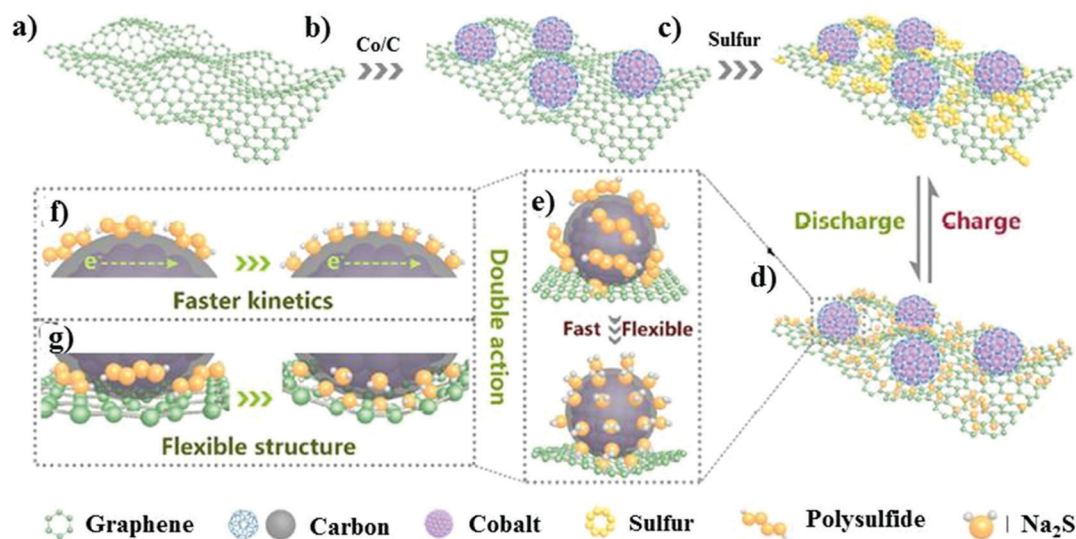 a)
b)
c)
Co/C
Sulfur
f)
e⁻
e⁻
Faster kinetics
g)
Flexible structure
Double action
e)
Fast
Flexible
Discharge
Charge
d)
Graphene
Carbon
Cobalt
Sulfur
Polysulfide
| Na₂S